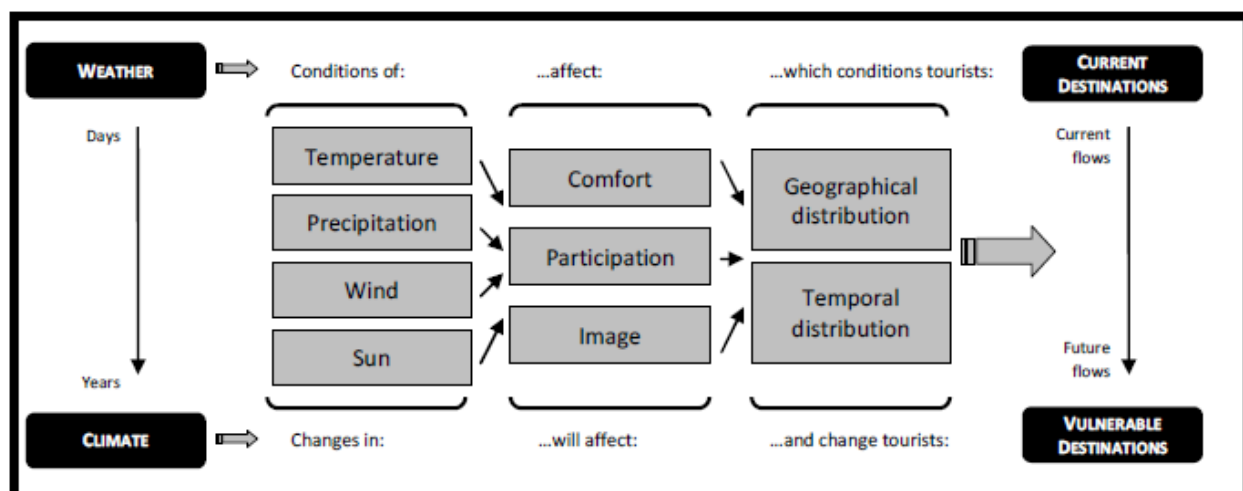 WEATHER
Conditions of:
...affect:
...which conditions tourists:
CURRENT
DESTINATIONS
Days
Current
flows
Temperature
Precipitation
Wind
Sun
Comfort
Participation
Image
Geographical
distribution
Temporal
distribution
Years
Future
flows
CLIMATE
Changes in:
...will affect:
...and change tourists:
VULNERABLE
DESTINATIONS